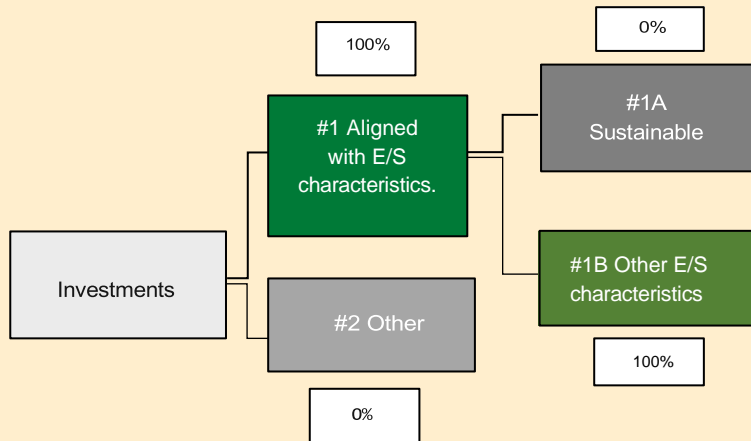 0%
100%
#1A
Sustainable
#1 Aligned
with E/S
characteristics.
#1B Other E/S
characteristics
Investments
#2 Other
100%
0%